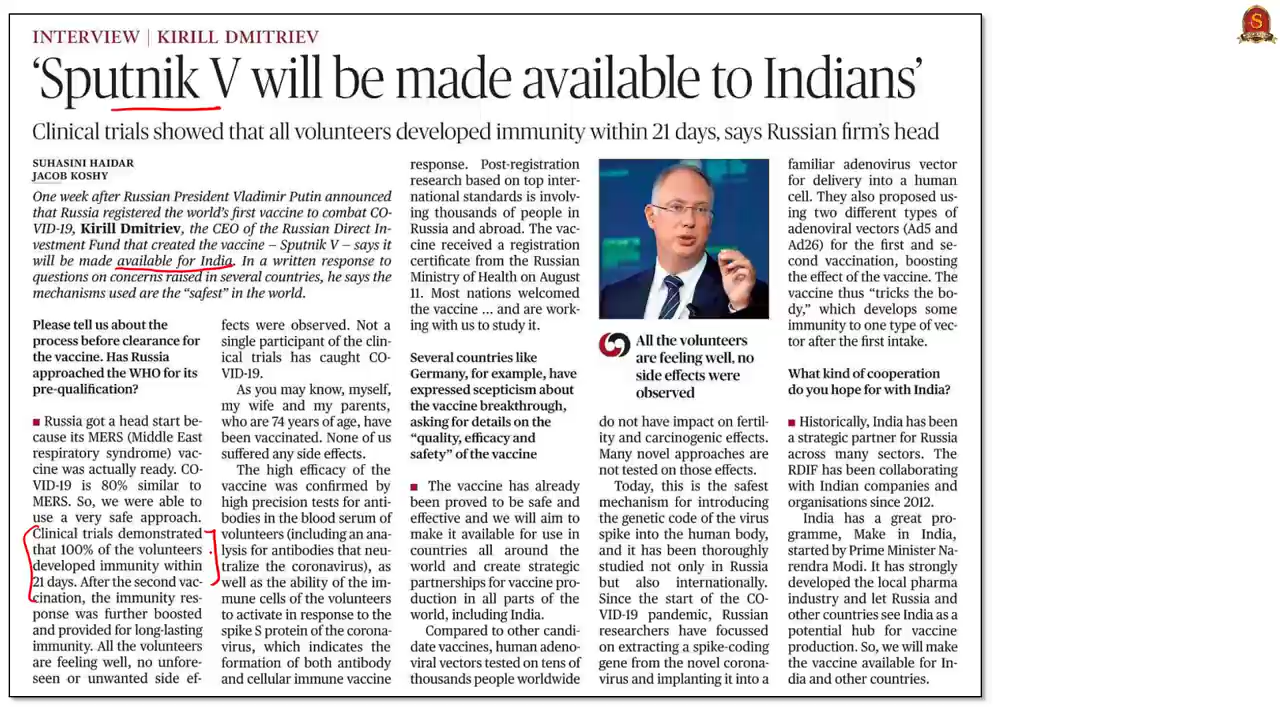 INTERVIEW | KIRILL DMITRIEV
‘Sputnik V will be made available to Indians’
Clinical trials showed that all volunteers developed immunity within 21 days, says Russian firm’s head
SUHASINI HAIDAR
JACOB KOSHY
One week after Russian President Vladimir Putin announced
that Russia registered the world’s first vaccine to combat CO-
VID-19, Kirill Dmitriev, the CEO of the Russian Direct In-
vestment Fund that created the vaccine – Sputnik V – says it
will be made available for India. In a written response to
questions on concerns raised in several countries, he says the
mechanisms used are the “safest” in the world.
Please tell us about the
process before clearance for
the vaccine. Has Russia
approached the WHO for its
pre-qualification?
■ Russia got a head start be-
cause its MERS (Middle East
respiratory syndrome) vac-
cine was actually ready. CO-
VID-19 is 80% similar to
MERS. So, we were able to
use a very safe approach.
Clinical trials demonstrated
that 100% of the volunteers
developed immunity within
21 days. After the second vac-
cination, the immunity res-
ponse was further boosted
and provided for long-lasting
immunity. All the volunteers
are feeling well, no unfore-
seen or unwanted side ef-
fects were observed. Not a
single participant of the clin-
ical trials has caught CO-
VID-19.
As you may know, myself,
my wife and my parents,
who are 74 years of age, have
been vaccinated. None of us
suffered any side effects.
The high efficacy of the
vaccine was confirmed by
high precision tests for anti-
bodies in the blood serum of
volunteers (including an ana-
lysis for antibodies that neu-
tralize the coronavirus), as
well as the ability of the im-
mune cells of the volunteers
to activate in response to the
spike S protein of the corona-
virus, which indicates the
formation of both antibody
and cellular immune vaccine
response. Post-registration
research based on top inter-
national standards is involv-
ing thousands of people in
Russia and abroad. The vac-
cine received a registration
certificate from the Russian
Ministry of Health on August
11. Most nations welcomed
the vaccine ... and are work-
ing with us to study it.
Several countries like
Germany, for example, have
expressed scepticism about
the vaccine breakthrough,
asking for details on the
“quality, efficacy and
safety” of the vaccine
■ The vaccine has already
been proved to be safe and
effective and we will aim to
make it available for use in
countries all around the
world and create strategic
partnerships for vaccine pro-
duction in all parts of the
world, including India.
Compared to other candi-
date vaccines, human adeno-
viral vectors tested on tens of
thousands people worldwide
All the volunteers
are feeling well, no
side effects were
observed
do not have impact on fertil-
ity and carcinogenic effects.
Many novel approaches are
not tested on those effects.
Today, this is the safest
mechanism for introducing
the genetic code of the virus
spike into the human body,
and it has been thoroughly
studied not only in Russia
but also internationally.
Since the start of the CO-
VID-19 pandemic, Russian
researchers have focussed
on extracting a spike-coding
gene from the novel corona-
virus and implanting it into a
familiar adenovirus vector
for delivery into a human
cell. They also proposed us-
ing two different types of
adenoviral vectors (Ad5 and
Ad26) for the first and se-
cond vaccination, boosting
the effect of the vaccine. The
vaccine thus “tricks the bo-
dy,” which develops some
immunity to one type of vec-
tor after the first intake.
What kind of cooperation
do you hope for with India?
■ Historically, India has been
a strategic partner for Russia
across many sectors. The
RDIF has been collaborating
with Indian companies and
organisations since 2012.
India has a great pro-
gramme, Make in India,
started by Prime Minister Na-
rendra Modi. It has strongly
developed the local pharma
industry and let Russia and
other countries see India as a
potential hub for vaccine
production. So, we will make
the vaccine available for In-
dia and other countries.
S